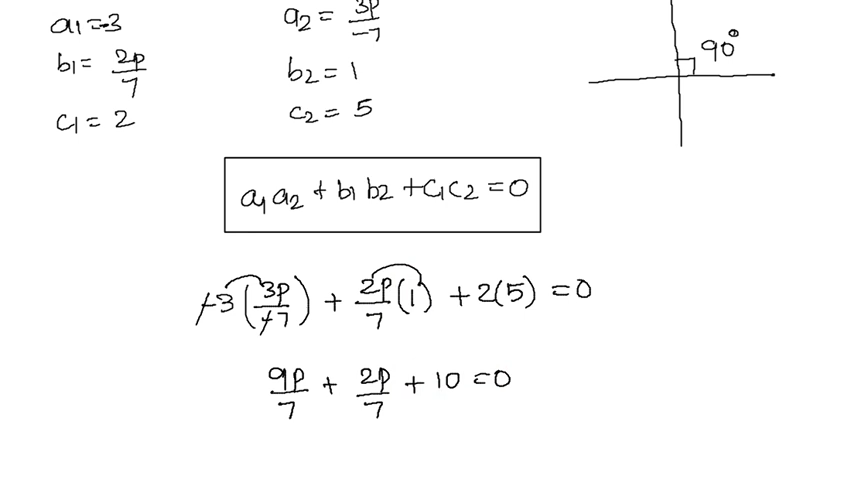 a1 = -3
b1 = 2p/7
c1 = 2
a2 = 3p/-7
b2 = 1
c2 = 5
90°
a1a2 + b1b2 + c1c2 = 0
-3(3p/-7) + 2p/7(1) + 2(5) = 0
9p/7 + 2p/7 + 10 = 0